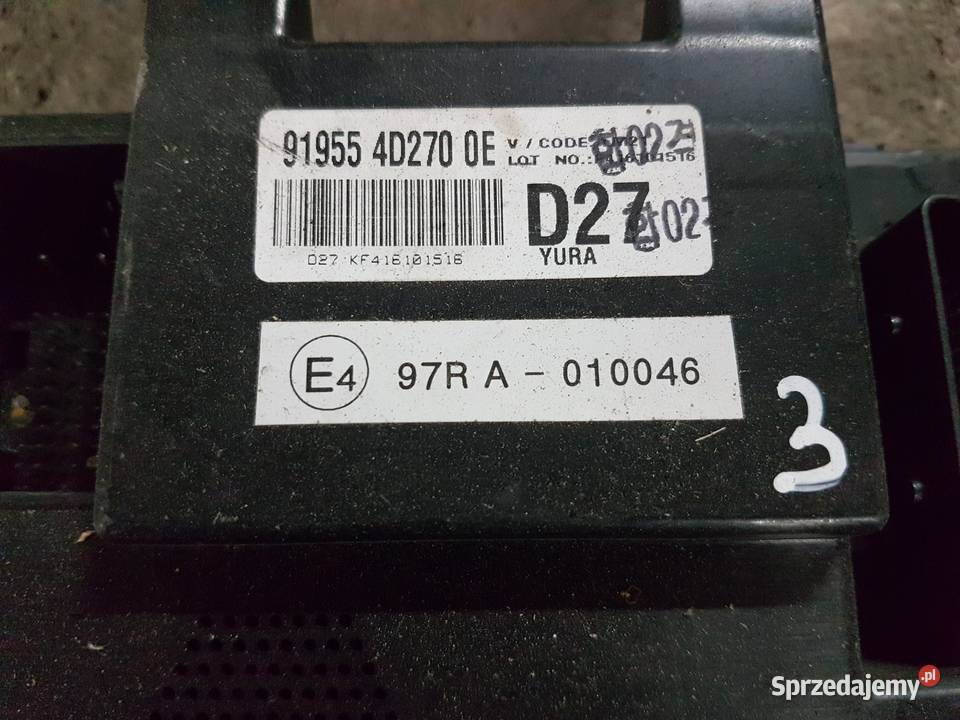 91955 4D270 0E
V/CODE
LOT NO.:
D27
YURA
D27 KF416101516
E4
97R A - 010046
3
Sprzedajemy.pl